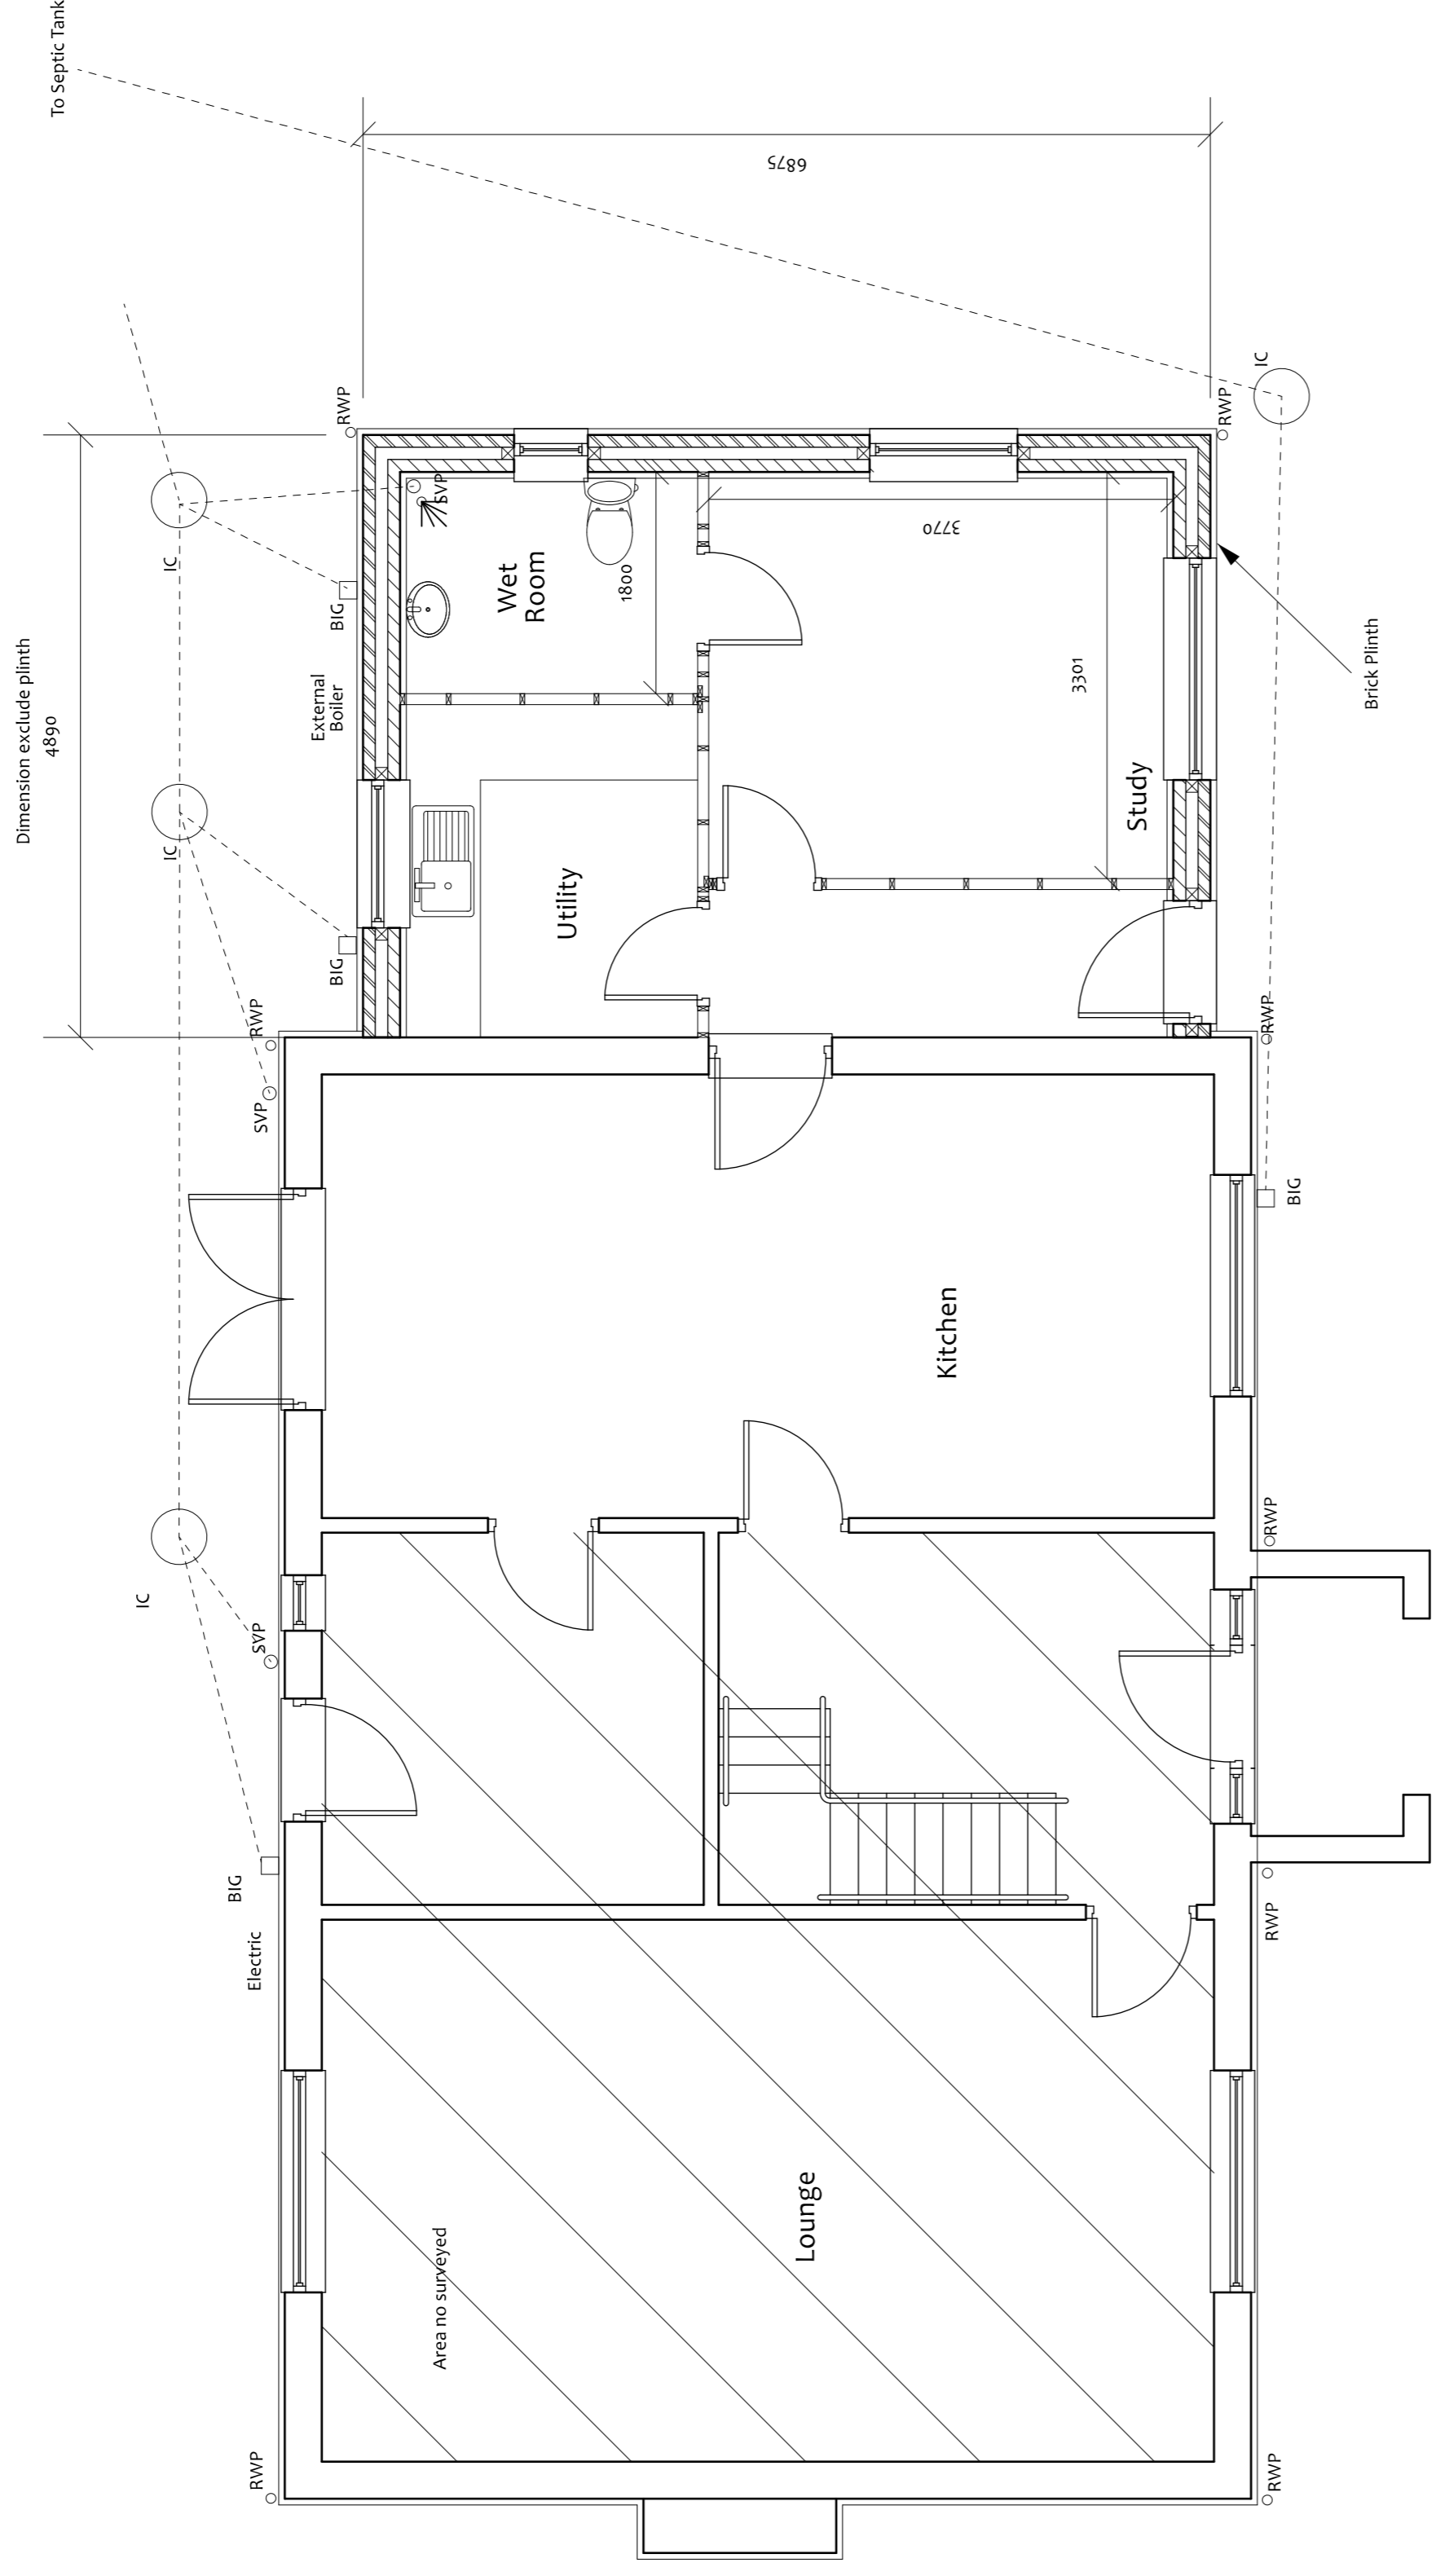 To Septic Tank
6875
RWP
RWP
IC
IC
SVP
3770
Wet
Room
1800
BIG
Dimension exclude plinth
4890
External
Boiler
3301
Brick Plinth
Study
IC
Utility
BIG
RWP
RWP
SVP
BIG
Kitchen
RWP
IC
SVP
BIG
Electric
RWP
Lounge
Area no surveyed
RWP
RWP